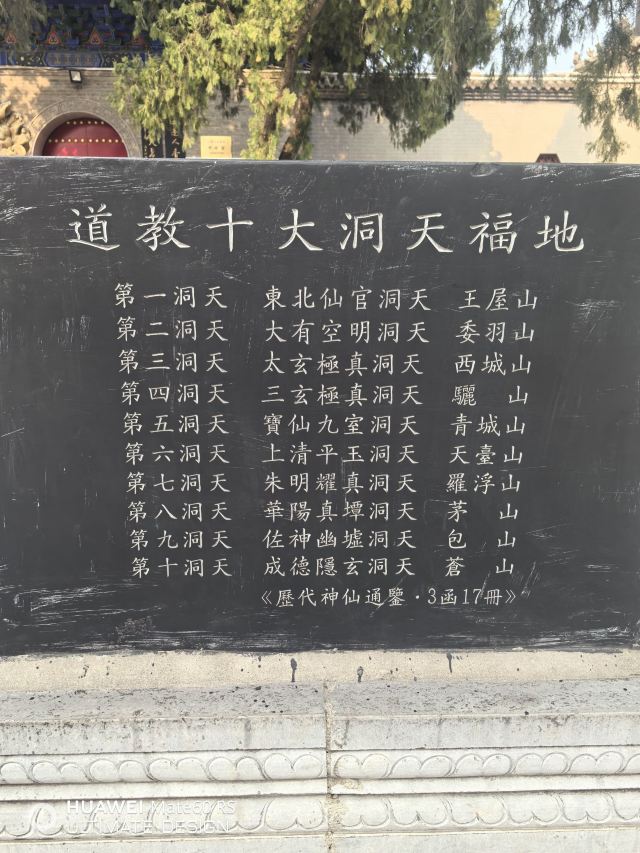 道教十大洞天福地
第一洞天 東北仙官洞天 王屋山
第二洞天 大有空明洞天 委羽山
第三洞天 太玄極真洞天 西城山
第四洞天 三玄極真洞天 驪山
第五洞天 寶仙九室洞天 青城山
第六洞天 上清平玉洞天 天臺山
第七洞天 朱明耀真洞天 羅浮山
第八洞天 華陽真墰洞天 茅山
第九洞天 佐神幽墟洞天 包山
第十洞天 成德隱玄洞天 蒼山
《歷代神仙通鑒·3函17冊》
HUAWEI Mate60 RS
ULTIMATE DESIGN